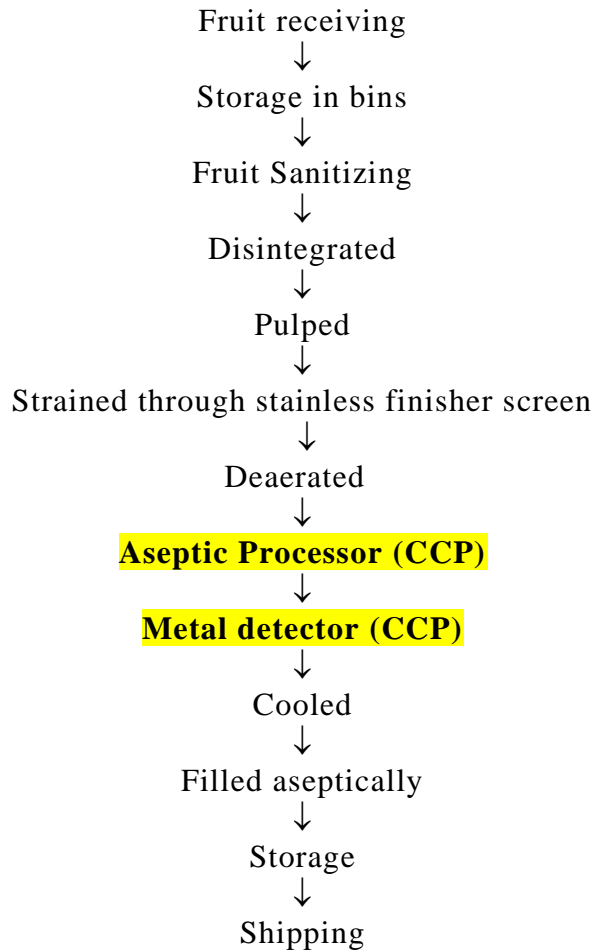 Fruit receiving
↓
Storage in bins
↓
Fruit Sanitizing
↓
Disintegrated
↓
Pulped
↓
Strained through stainless finisher screen
↓
Deaerated
↓
Aseptic Processor (CCP)
↓
Metal detector (CCP)
↓
Cooled
↓
Filled aseptically
↓
Storage
↓
Shipping